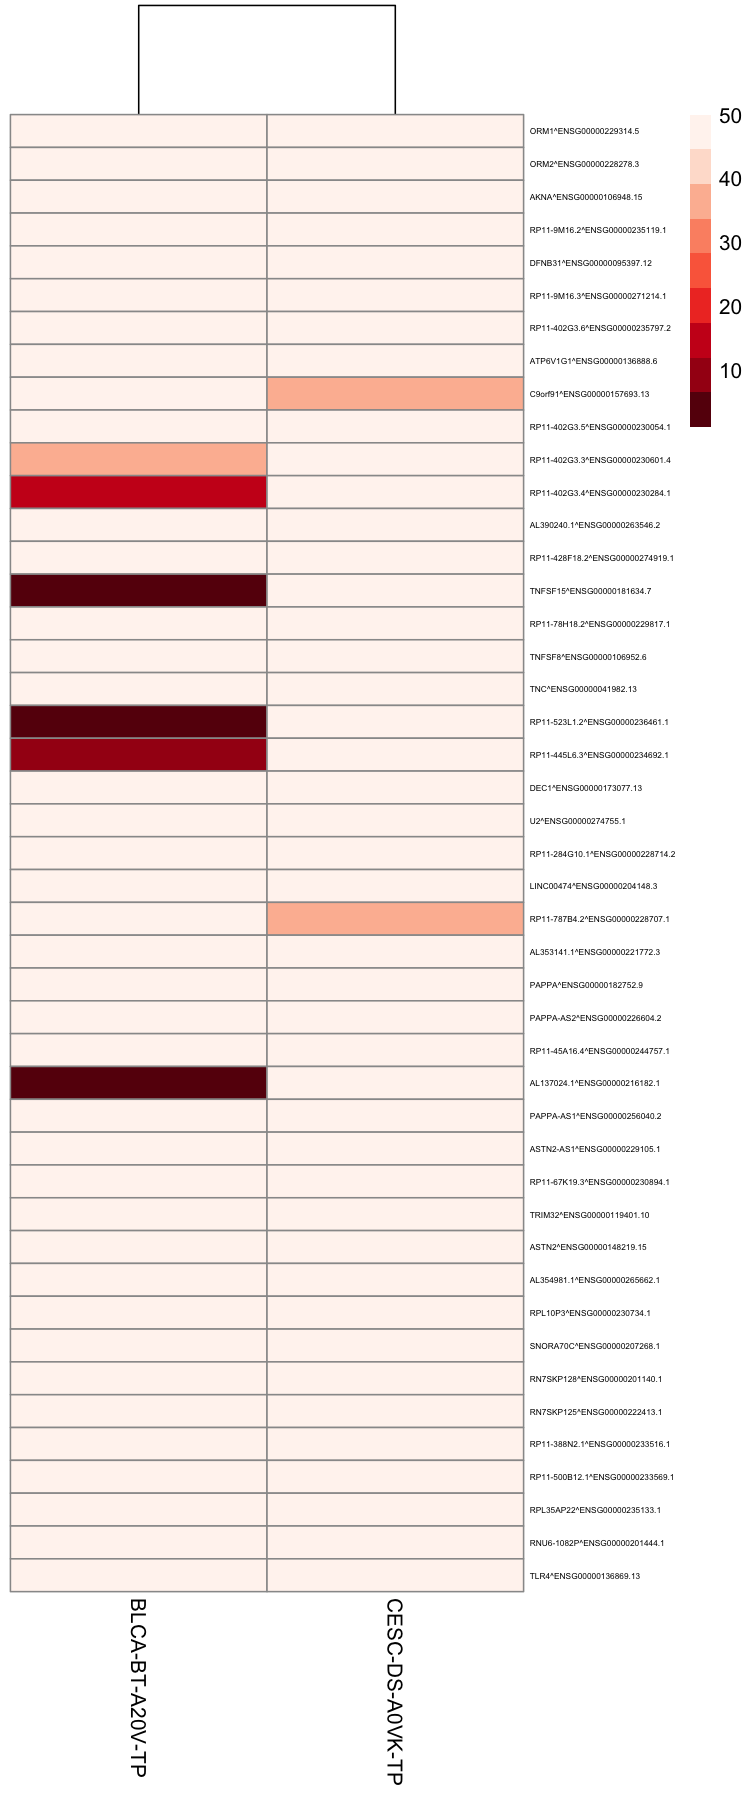 ORM1^ENSG00000229314.5
ORM2^ENSG00000228278.3
AKNA^ENSG00000106948.15
RP11-9M16.2^ENSG00000235119.1
DFNB31^ENSG00000095397.12
RP11-9M16.3^ENSG00000271214.1
RP11-402G3.6^ENSG00000235797.2
ATP6V1G1^ENSG00000136888.6
C9orf91^ENSG00000157693.13
RP11-402G3.5^ENSG00000230054.1
RP11-402G3.3^ENSG00000230601.4
RP11-402G3.4^ENSG00000230284.1
AL390240.1^ENSG00000263546.2
RP11-428F18.2^ENSG00000274919.1
TNFSF15^ENSG00000181634.7
RP11-78H18.2^ENSG00000229817.1
TNFSF8^ENSG00000106952.6
TNC^ENSG00000041982.13
RP11-523L1.2^ENSG00000236461.1
RP11-445L6.3^ENSG00000234692.1
DEC1^ENSG00000173077.13
U2^ENSG00000274755.1
RP11-284G10.1^ENSG00000228714.2
LINC00474^ENSG00000204148.3
RP11-787B4.2^ENSG00000228707.1
AL353141.1^ENSG00000221772.3
PAPPA^ENSG00000182752.9
PAPPA-AS2^ENSG00000226604.2
RP11-45A16.4^ENSG00000244757.1
AL137024.1^ENSG00000216182.1
PAPPA-AS1^ENSG00000256040.2
ASTN2-AS1^ENSG00000229105.1
RP11-67K19.3^ENSG00000230894.1
TRIM32^ENSG00000119401.10
ASTN2^ENSG00000148219.15
AL354981.1^ENSG00000265662.1
RPL10P3^ENSG00000230734.1
SNORA70C^ENSG00000207268.1
RN7SKP128^ENSG00000201140.1
RN7SKP125^ENSG00000222413.1
RP11-388N2.1^ENSG00000233516.1
RP11-500B12.1^ENSG00000233569.1
RPL35AP22^ENSG00000235133.1
RNU6-1082P^ENSG00000201444.1
TLR4^ENSG00000136869.13
50
40
30
20
10
BLCA-BT-A20V-TP
CESC-DS-A0VK-TP